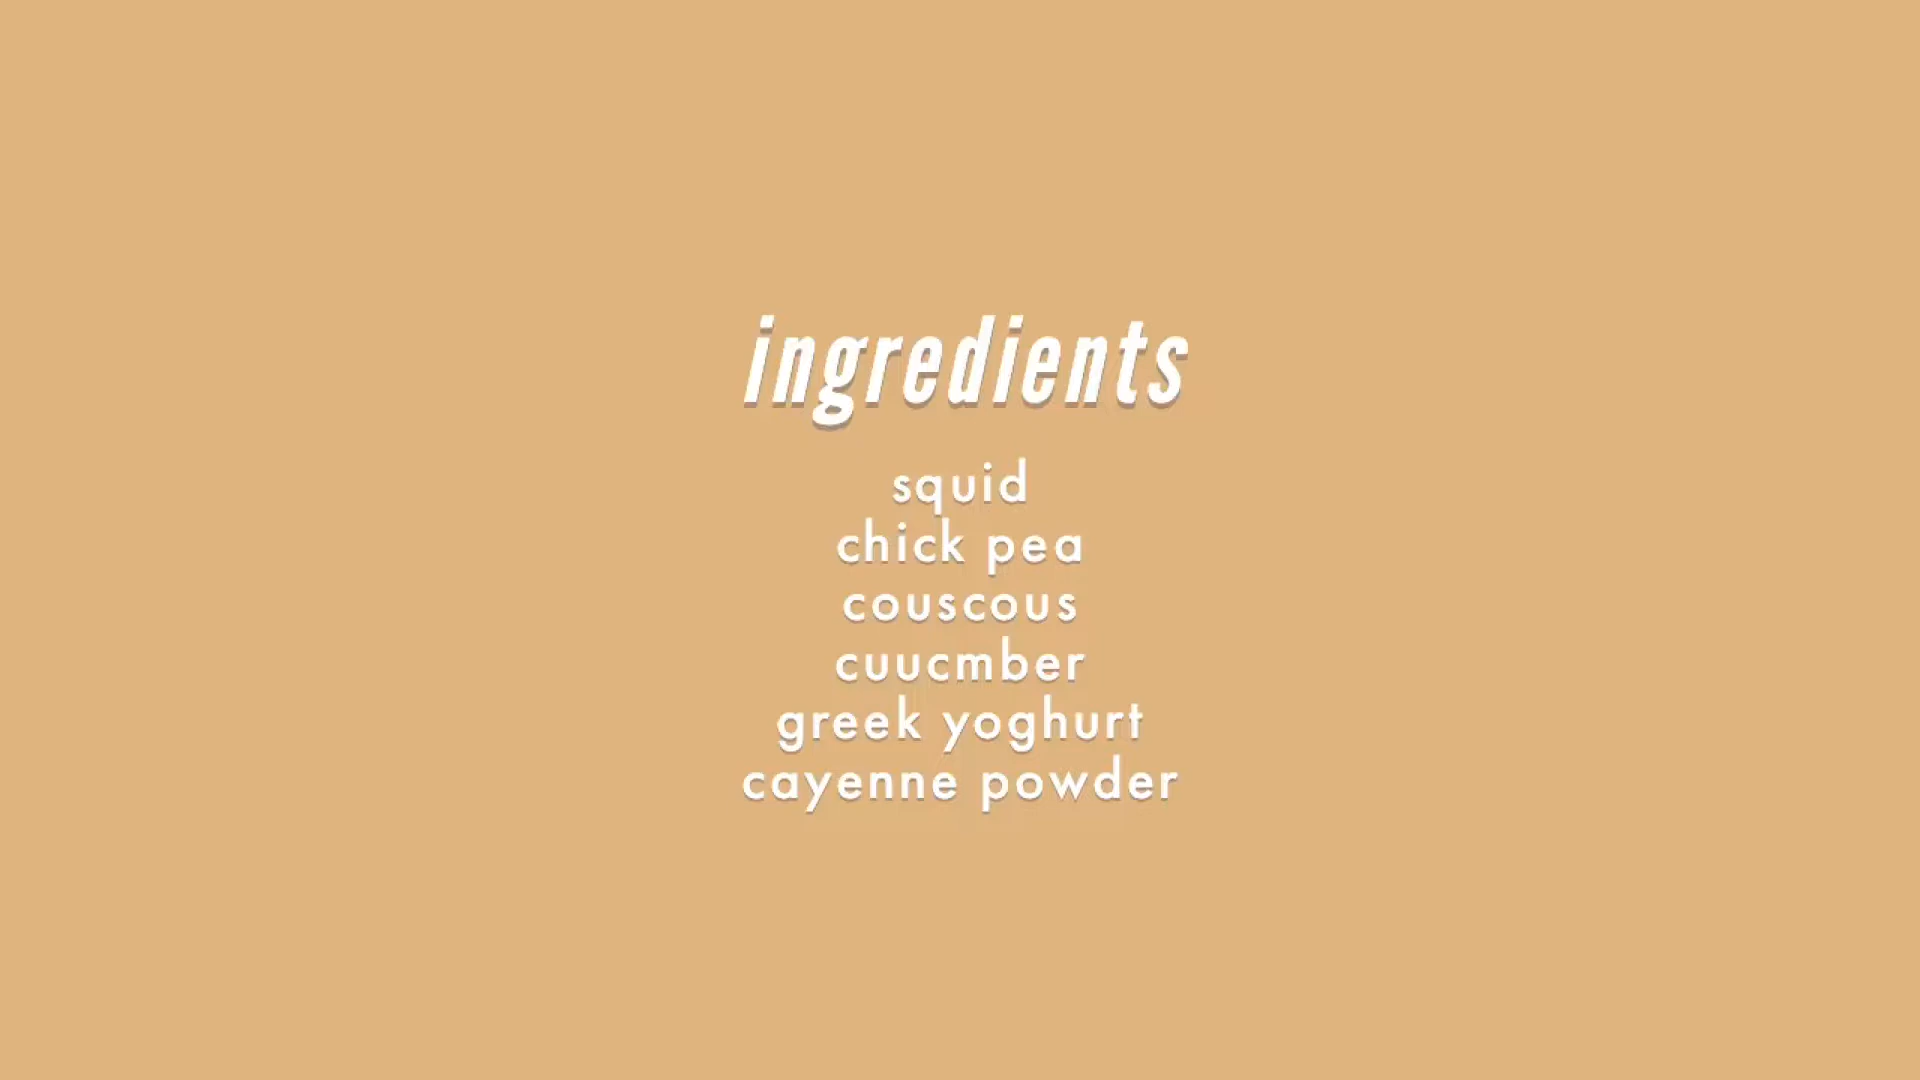 ingredients
squid
chick pea
couscous
cuucmber
greek yoghurt
cayenne powder